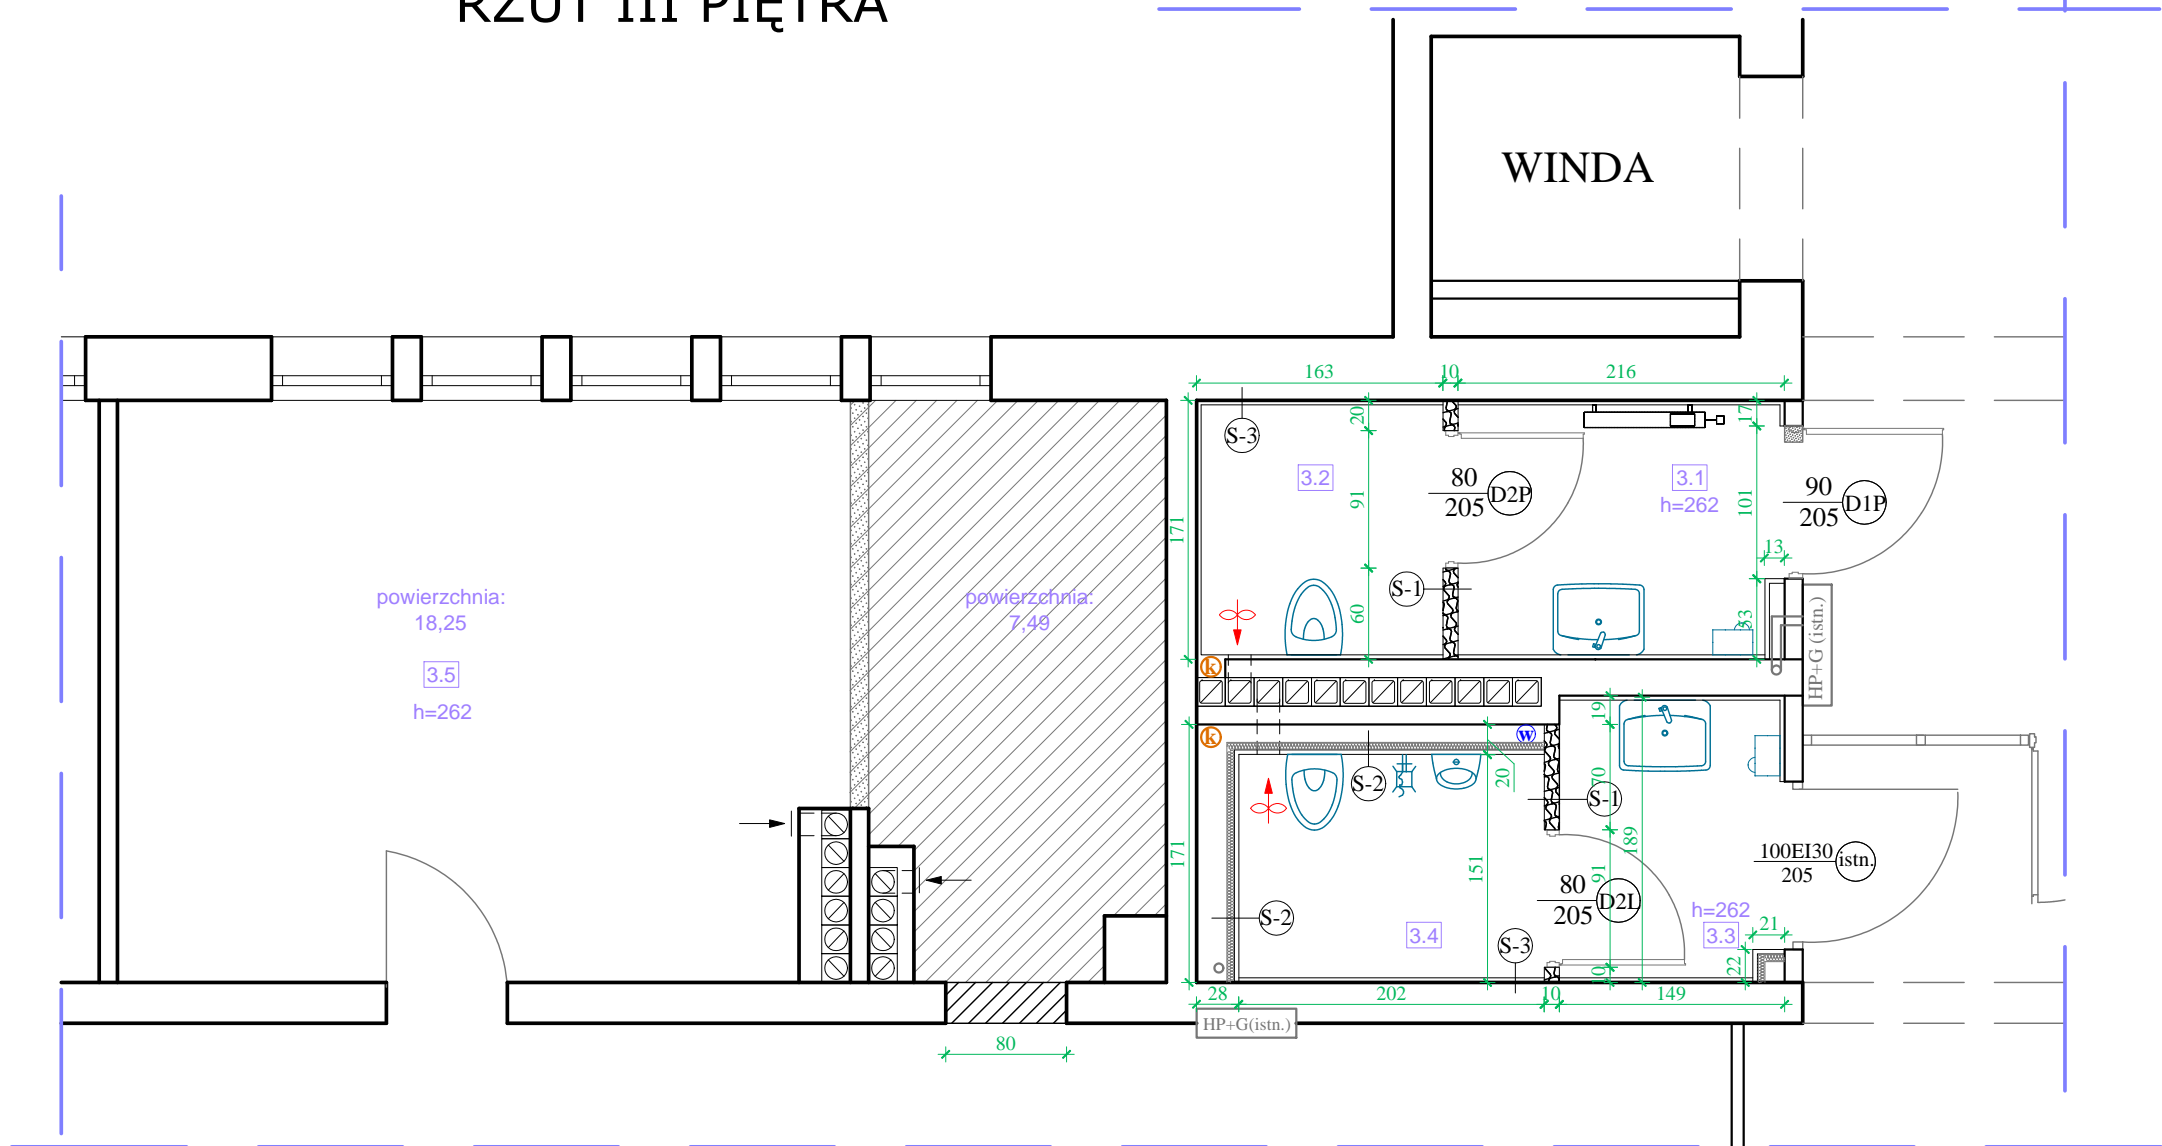 RZUT III PIĘTRA
WINDA
163
10
216
20
17
S-3
3.2
80
205
D2P
3.1
h=262
90
205
D1P
91
101
171
13
S-1
60
53
HP+G (istn.)
powierzchnia:
18,25
3.5
h=262
powierzchnia:
7,49
k
k
w
19
S-2
20
70
S-1
189
171
151
91
100EI30
205
istn.
80
205
D2L
S-2
3.4
S-3
h=262
3.3
21
22
10
28
202
10
149
HP+G(istn.)
80